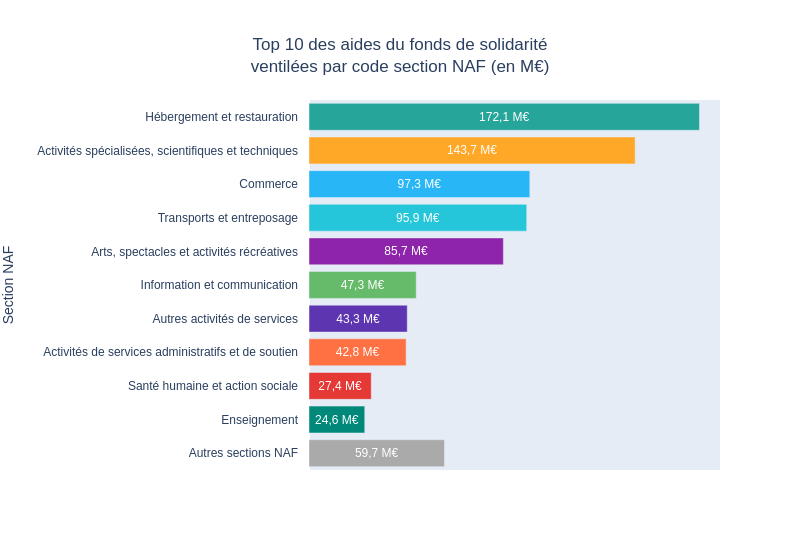 Top 10 des aides du fonds de solidarité
ventilées par code section NAF (en M€)
Section NAF
Hébergement et restauration 172,1 M€
Activités spécialisées, scientifiques et techniques 143,7 M€
Commerce 97,3 M€
Transports et entreposage 95,9 M€
Arts, spectacles et activités récréatives 85,7 M€
Information et communication 47,3 M€
Autres activités de services 43,3 M€
Activités de services administratifs et de soutien 42,8 M€
Santé humaine et action sociale 27,4 M€
Enseignement 24,6 M€
Autres sections NAF 59,7 M€